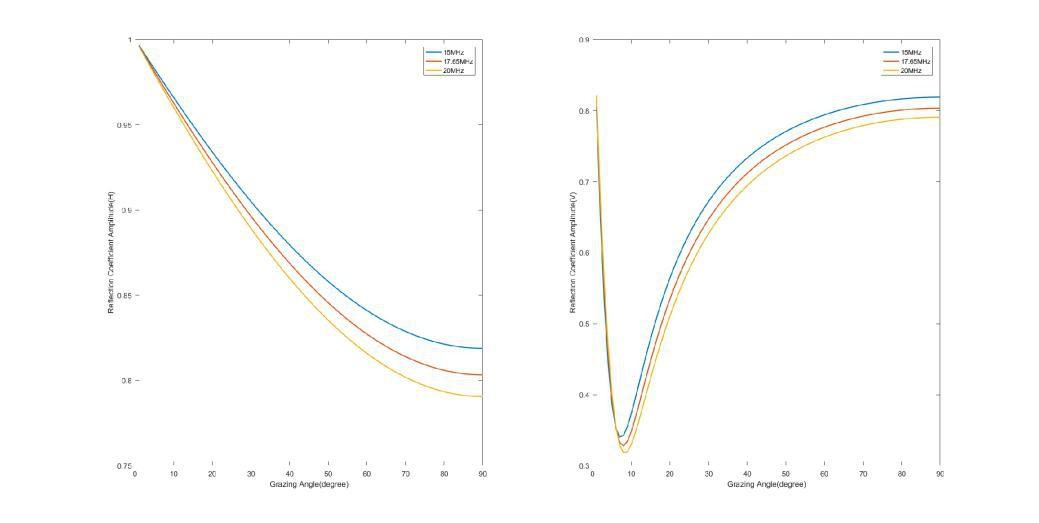 1
0.95
0.9
0.85
0.8
0.75
Reflection Coefficient Amplitude(H)
0 10 20 30 40 50 60 70 80 90
Grazing Angle(degree)
15MHz
17.65MHz
20MHz
0.9
0.8
0.7
0.6
0.5
0.4
0.3
Reflection Coefficient Amplitude(V)
0 10 20 30 40 50 60 70 80 90
Grazing Angle(degree)
15MHz
17.65MHz
20MHz